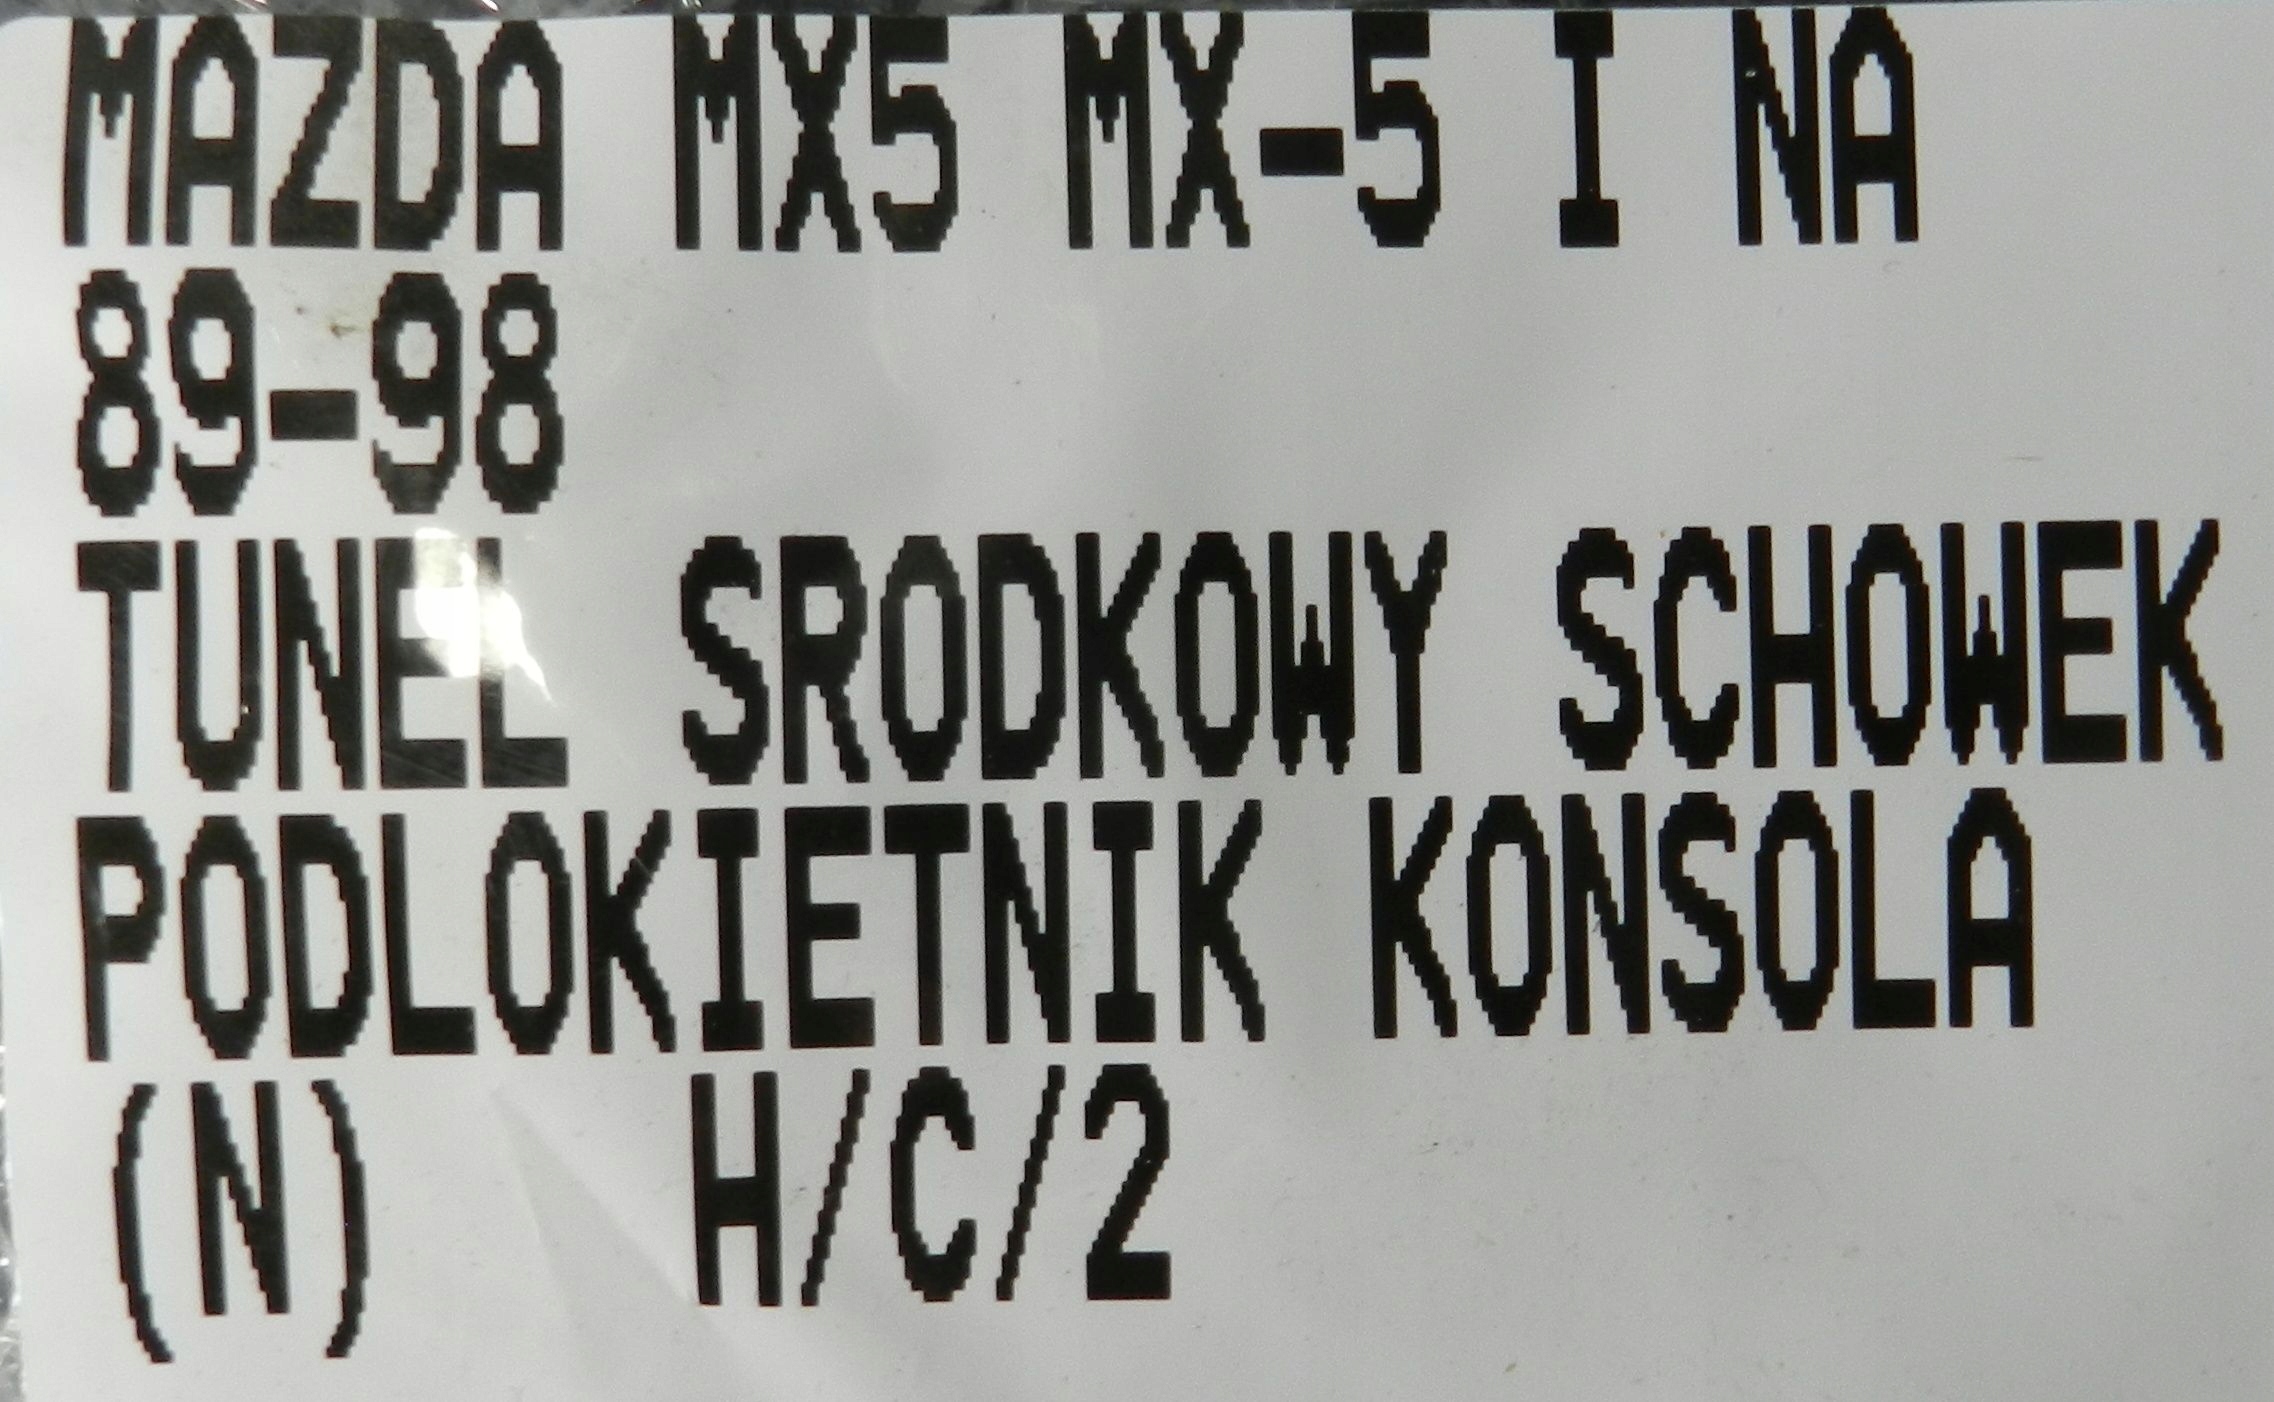 MAZDA MX5 MX-5 I NA
89-98
TUNEL SRODKOWY SCHOWEK
PODLOKIETNIK KONSOLA
(N) H/C/2